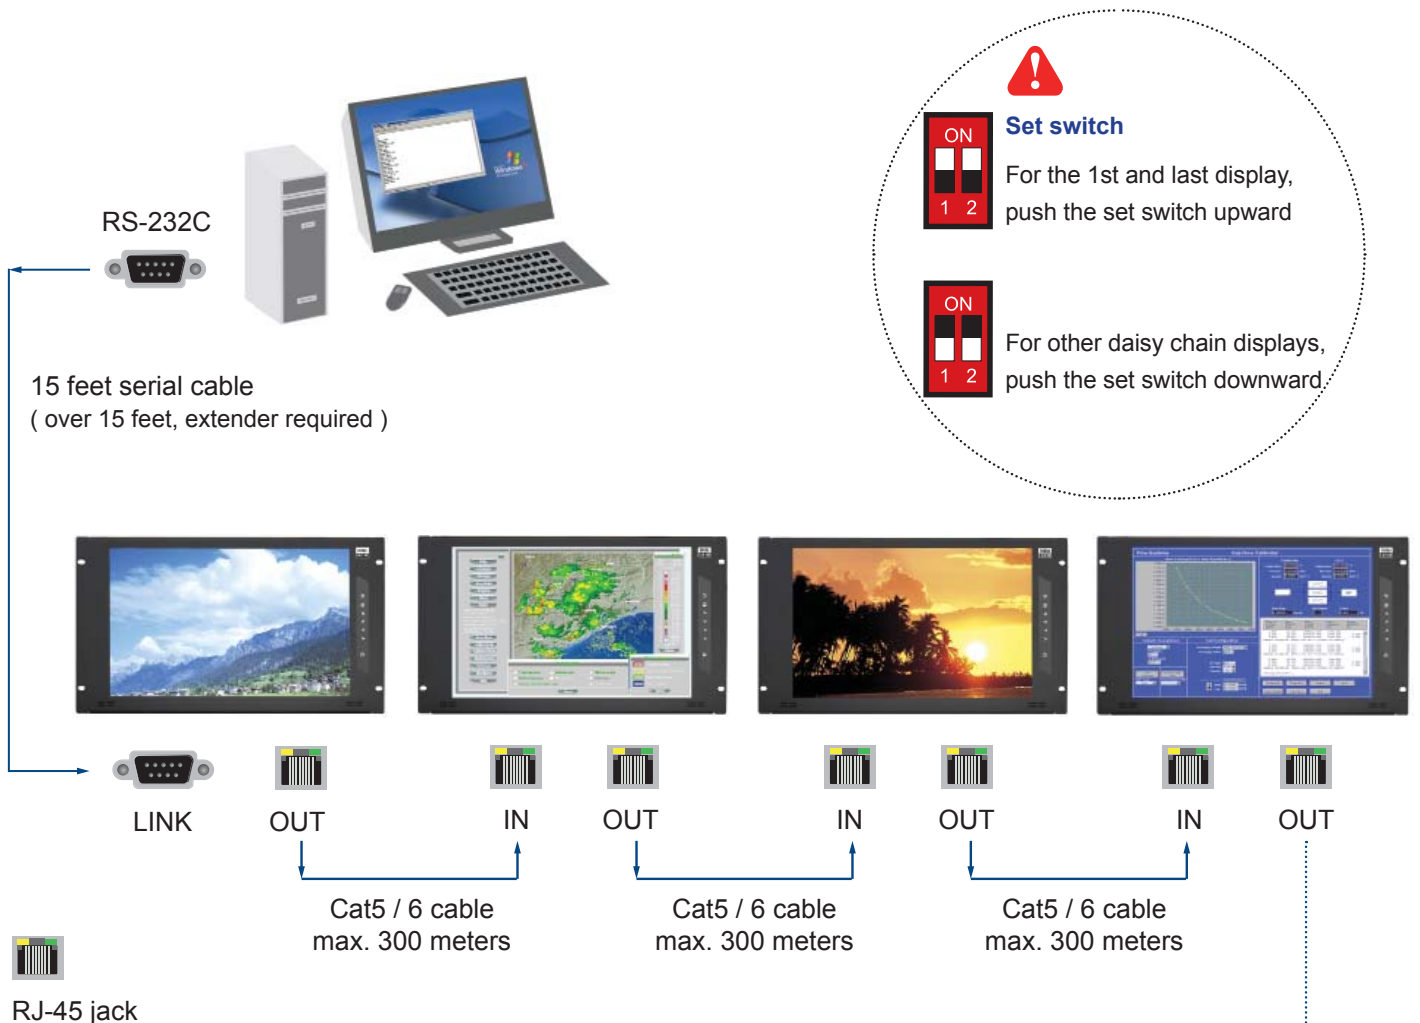 RS-232C
15 feet serial cable
( over 15 feet, extender required )
Windows
ON
1 2
Set switch
For the 1st and last display,
push the set switch upward
ON
1 2
For other daisy chain displays,
push the set switch downward.
LINK
OUT
IN
OUT
IN
OUT
IN
OUT
Cat5 / 6 cable
max. 300 meters
Cat5 / 6 cable
max. 300 meters
Cat5 / 6 cable
max. 300 meters
RJ-45 jack